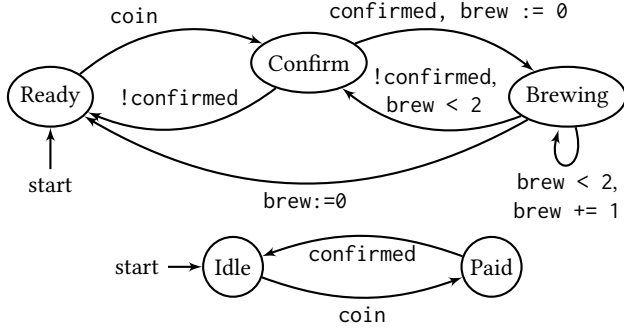 coin
confirmed, brew := 0
Confirm
Ready
!confirmed
!confirmed,
brew < 2
Brewing
start
brew:=0
brew < 2,
brew += 1
start
Idle
confirmed
Paid
coin